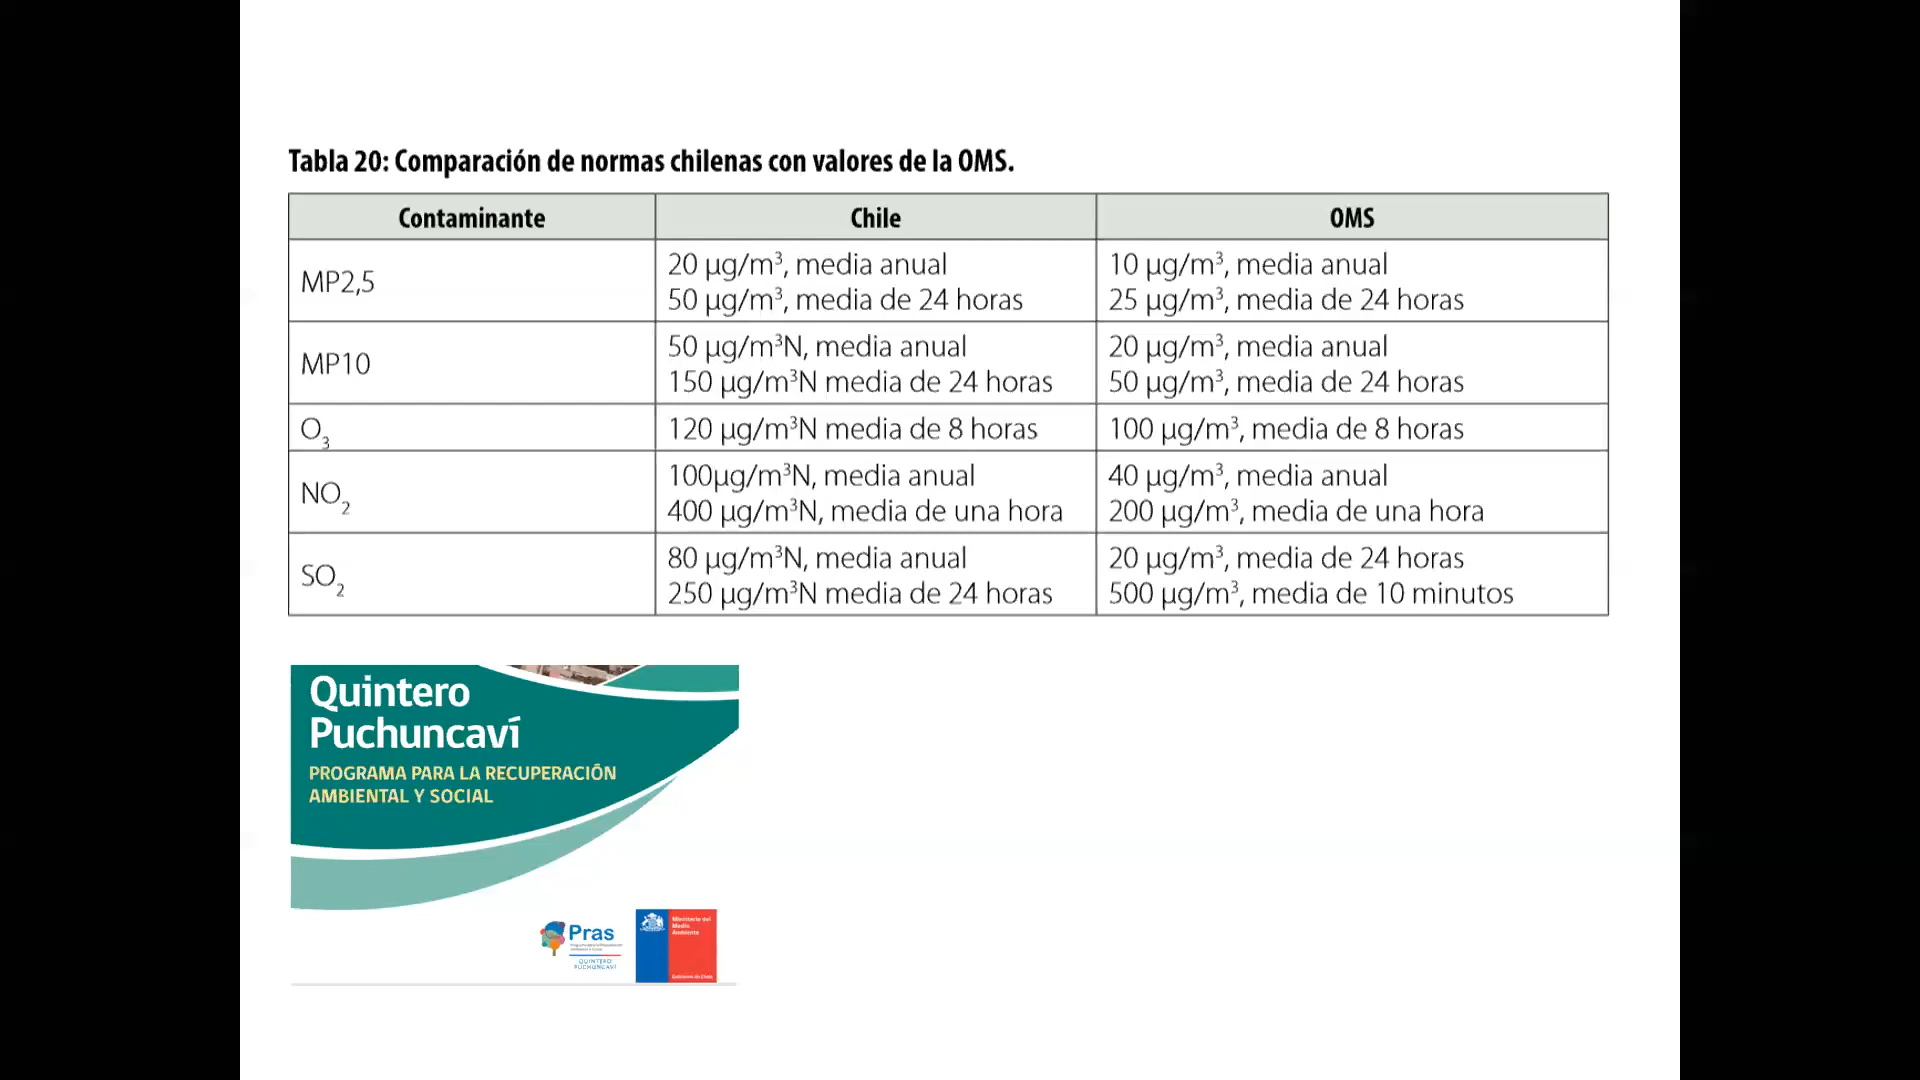 Tabla 20: Comparación de normas chilenas con valores de la OMS.
Contaminante Chile OMS
MP2,5
20 µg/m³, media anual
50 µg/m³, media de 24 horas
10 µg/m³, media anual
25 µg/m³, media de 24 horas
MP10
50 µg/m³N, media anual
150 µg/m³N media de 24 horas
20 µg/m³, media anual
50 µg/m³, media de 24 horas
O₃
120 µg/m³N media de 8 horas
100 µg/m³, media de 8 horas
NO₂
100µg/m³N, media anual
400 µg/m³N, media de una hora
40 µg/m³, media anual
200 µg/m³, media de una hora
SO₂
80 µg/m³N, media anual
250 µg/m³N media de 24 horas
20 µg/m³, media de 24 horas
500 µg/m³, media de 10 minutos
Quintero
Puchuncaví
PROGRAMA PARA LA RECUPERACIÓN
AMBIENTAL Y SOCIAL
Pras
QUINTERO
PUCHUNCAVÍ
Ministerio del
Medio
Ambiente
Gobierno de Chile